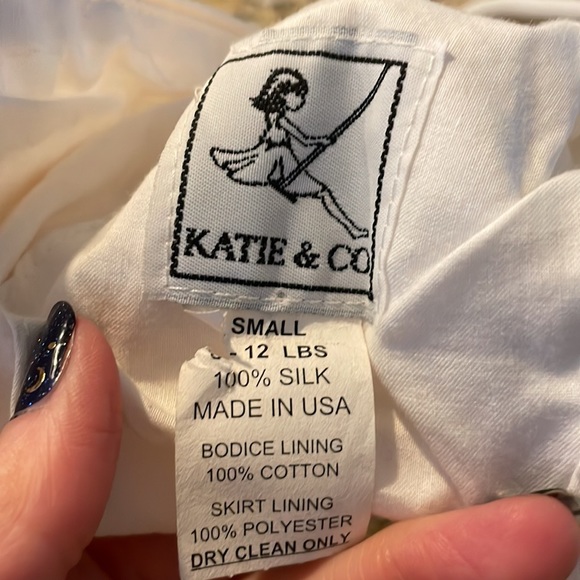 KATIE & CO
SMALL
- 12 LBS
100% SILK
MADE IN USA
BODICE LINING
100% COTTON
SKIRT LINING
100% POLYESTER
DRY CLEAN ONLY